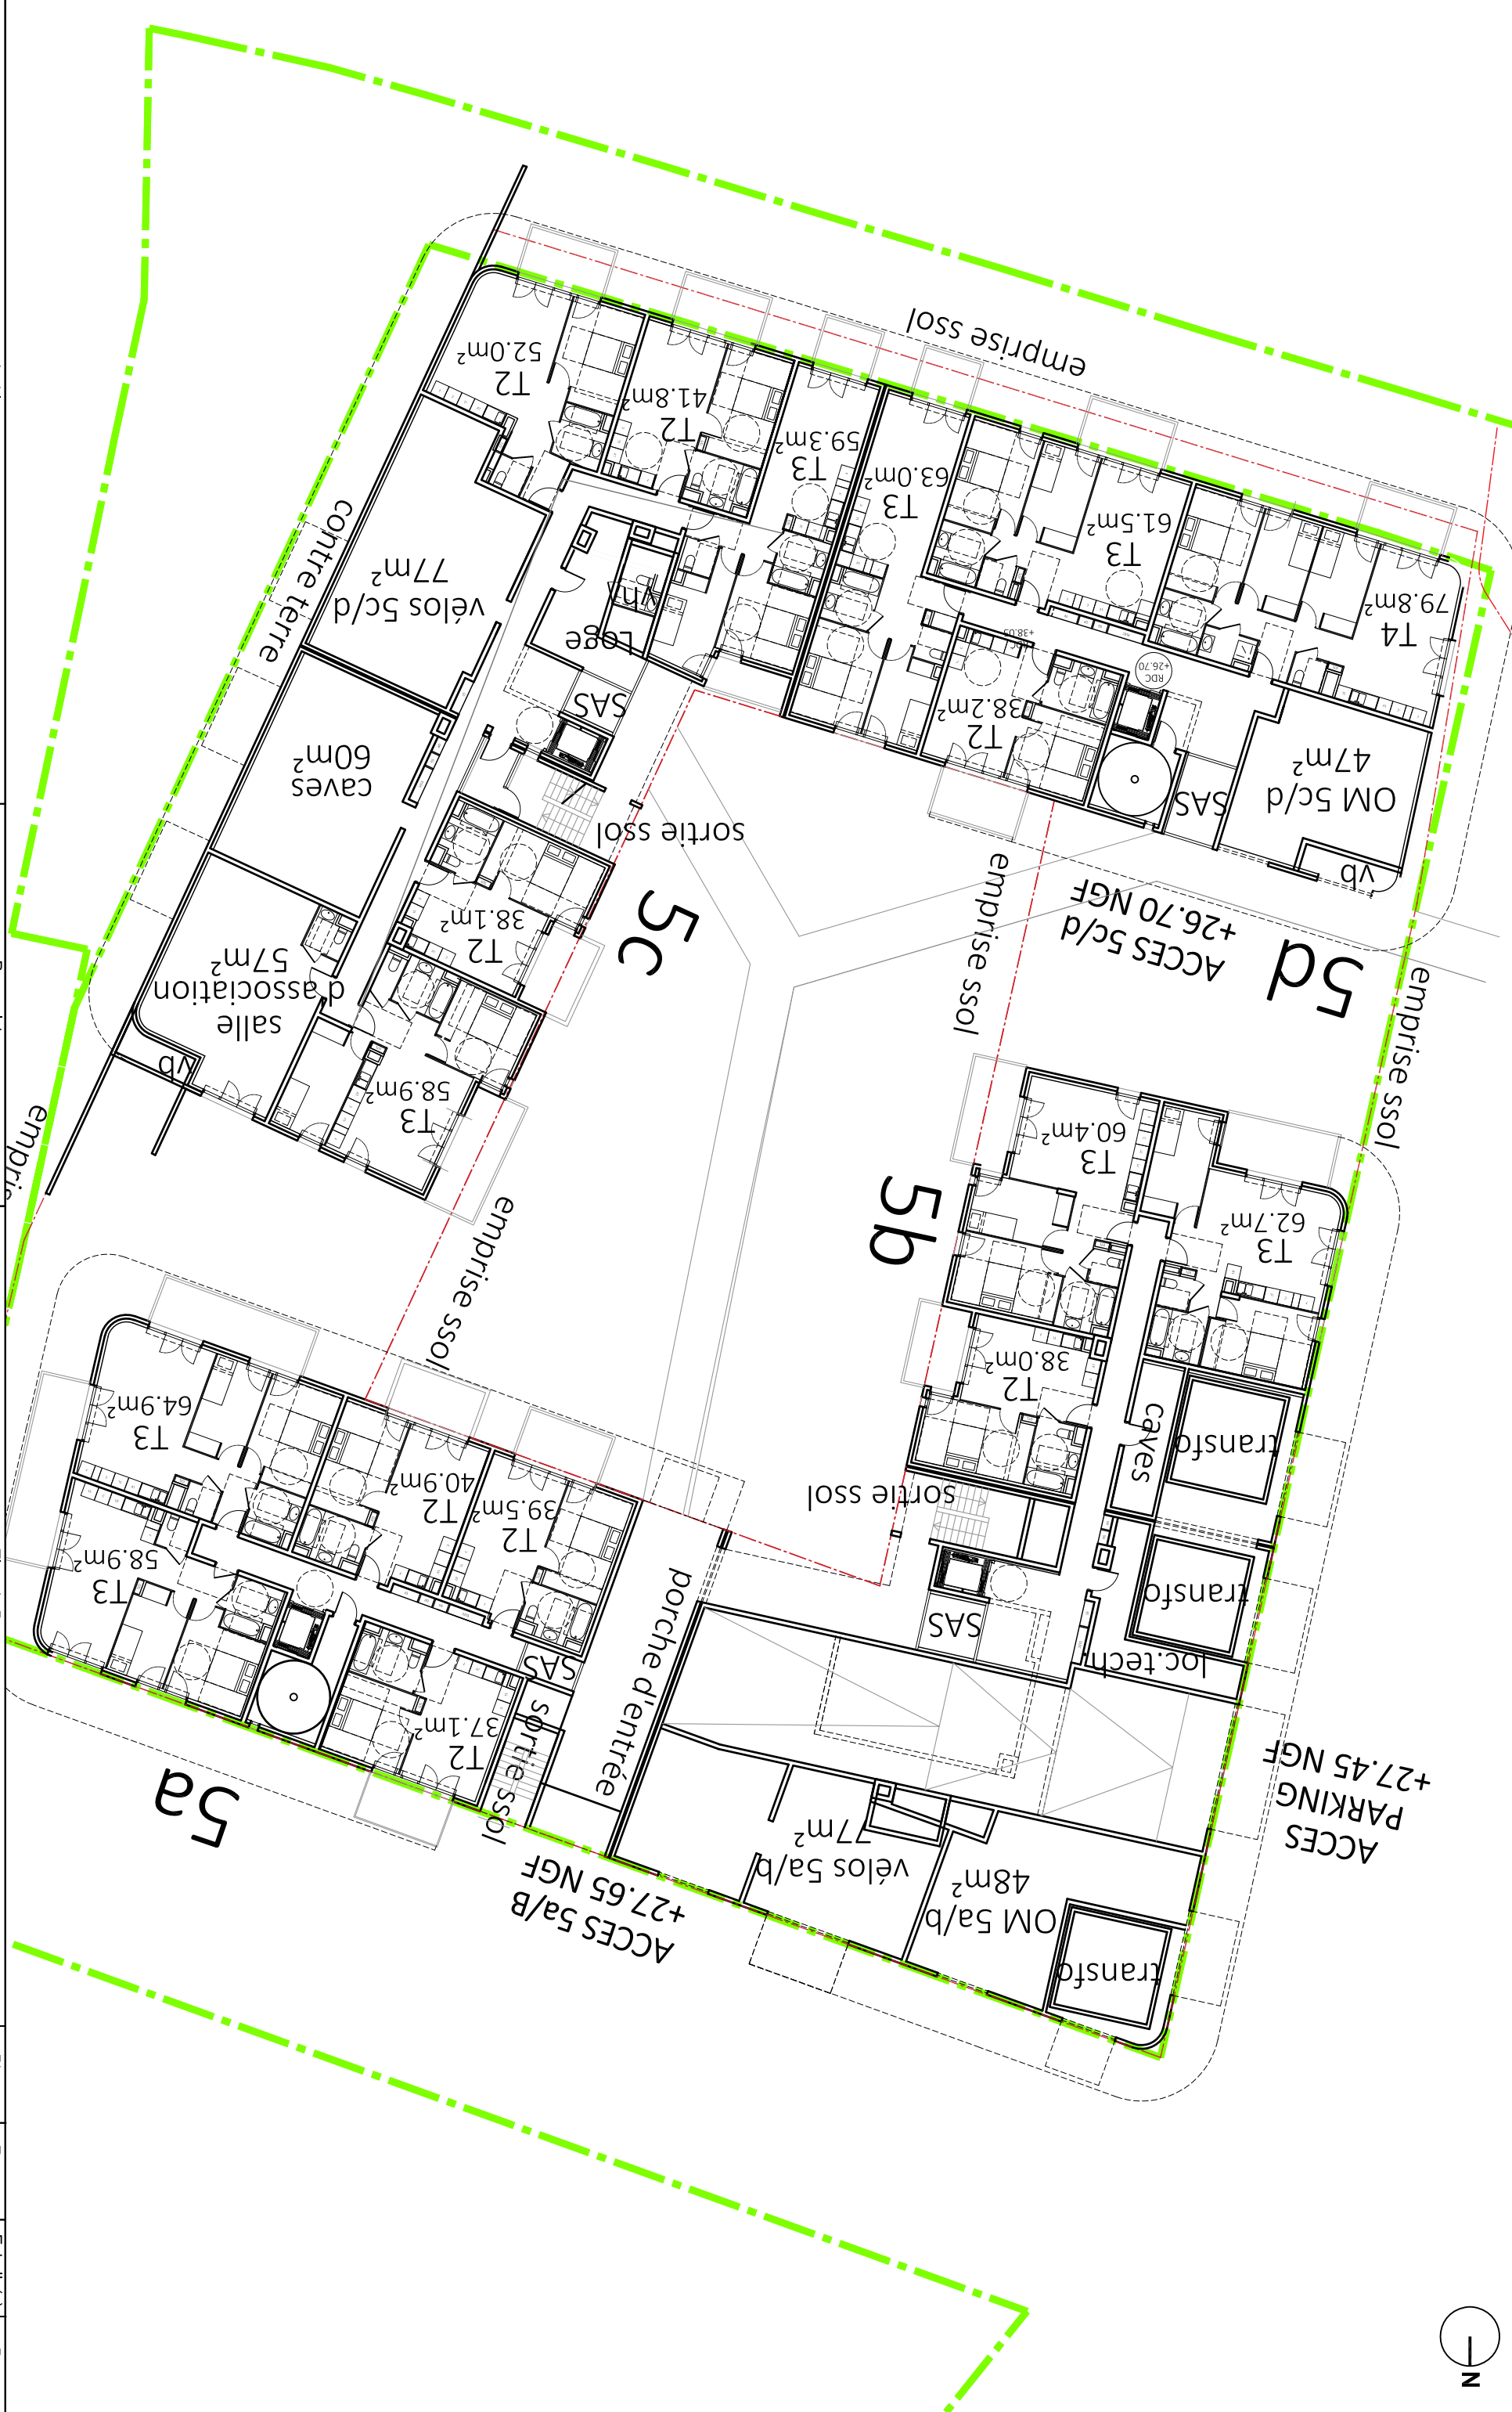 emprise ssol
T2
52.0m²
T2
41.8m²
T3
59.3m²
T3
63.0m²
T3
61.5m²
T4
79.8m²
contre terre
vélos 5c/d
77m²
Loge
SAS
RDC
+26.70
+38.05
T2
38.2m²
SAS
OM 5c/d
47m²
vb
caves
60m²
sortie ssol
T2
38.1m²
5c
emprise ssol
ACCES 5c/d
+26.70 NGF
5d
emprise ssol
salle
d'association
57m²
vb
T3
58.9m²
T3
60.4m²
T3
62.7m²
5b
emprise ssol
T2
38.0m²
caves
transfo
sortie ssol
transfo
SAS
loc.tech
T3
64.9m²
T2
40.9m²
T2
39.5m²
T3
58.9m²
SAS
T2
37.1m²
sortie ssol
porche d'entrée
5a
ACCES 5a/B
+27.65 NGF
vélos 5a/b
77m²
OM 5a/b
48m²
transfo
ACCES
PARKING
+27.45 NGF
N